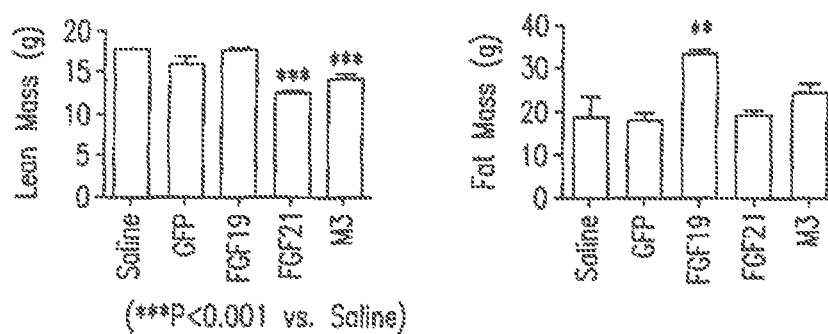 Lean Mass (g)
20
15
10
5
0
***
***
Saline
GFP
FGF19
FGF21
M3
(***P<0.001 vs. Saline)
Fat Mass (g)
40
30
20
10
0
**
Saline
GFP
FGF19
FGF21
M3